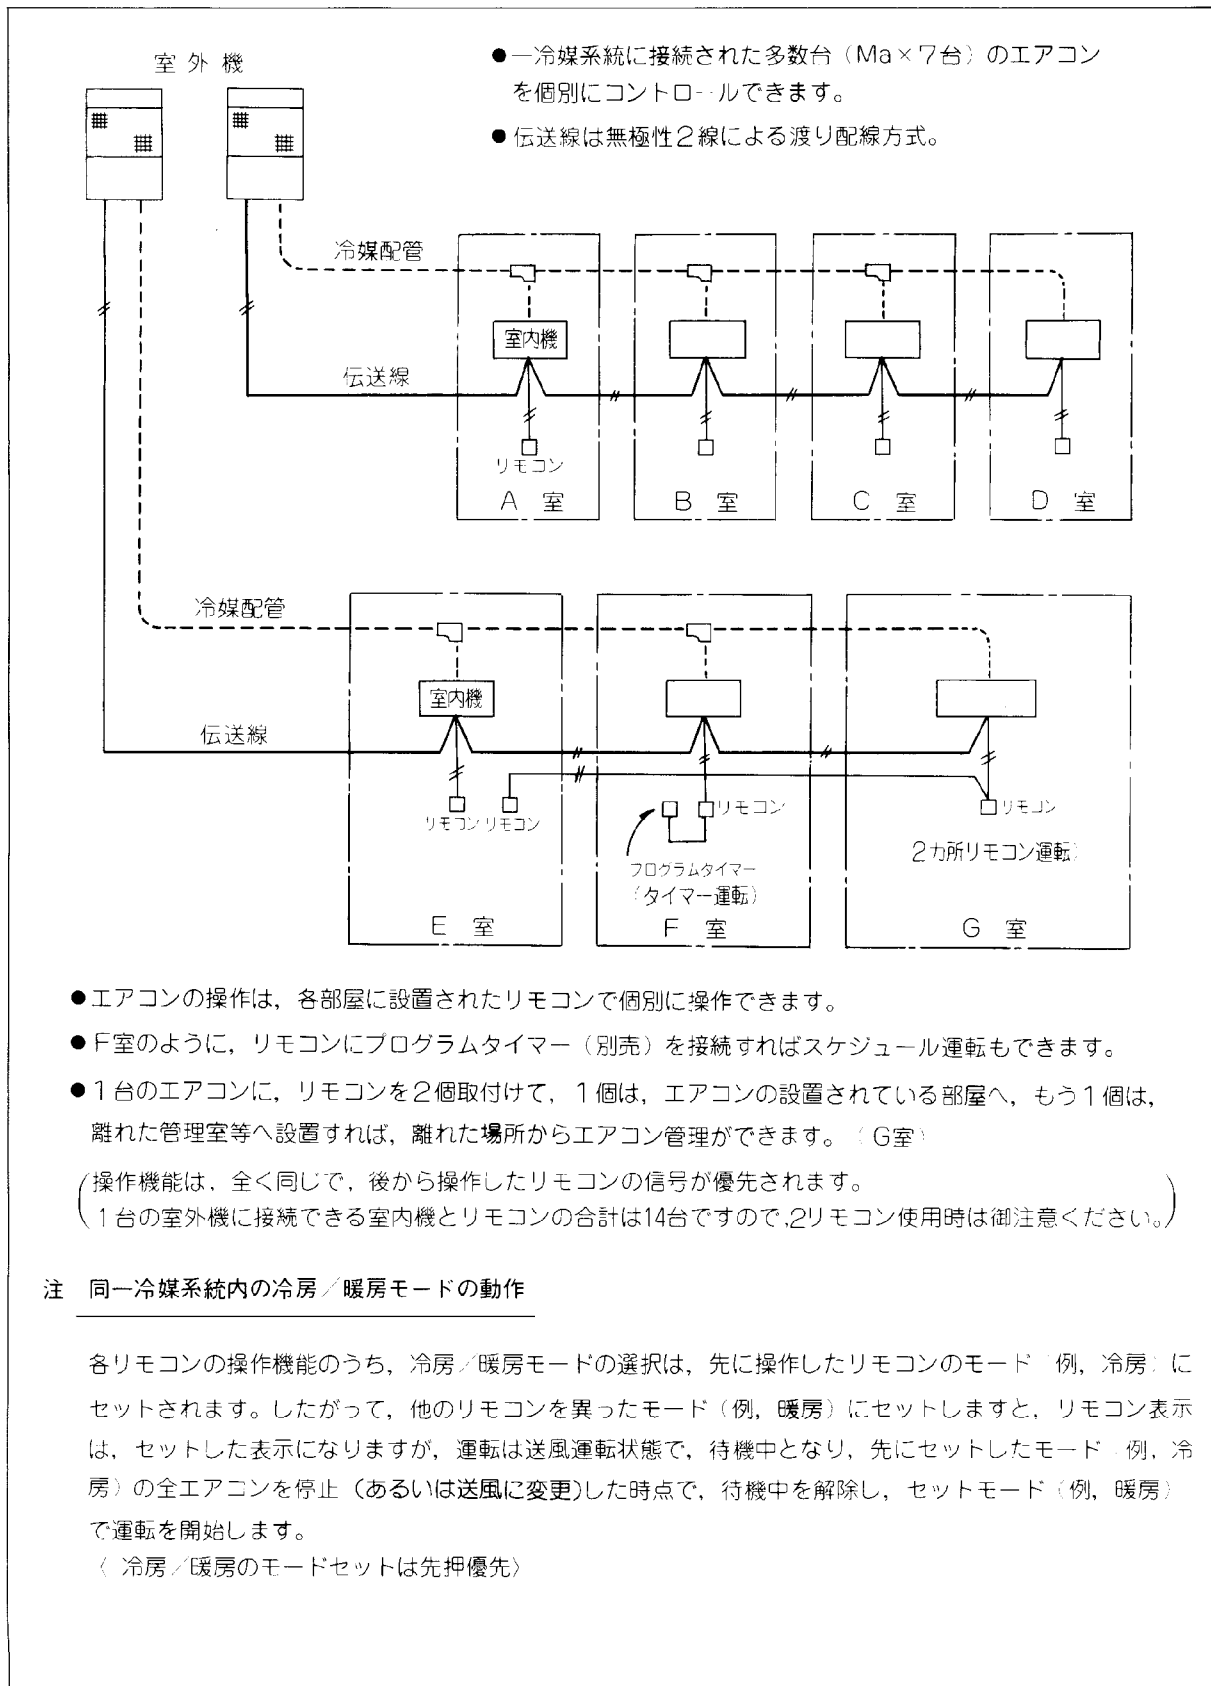 室外機
●一冷媒系統に接続された多数台（Ma×7台）のエアコン
を個別にコントロールできます。
●伝送線は無極性2線による渡り配線方式。
冷媒配管
室内機
伝送線
リモコン
A 室
B 室
C 室
D 室
冷媒配管
室内機
伝送線
リモコン
リモコン
リモコン
リモコン
プログラムタイマー
（タイマー運転）
2カ所リモコン運転）
E 室
F 室
G 室
●エアコンの操作は，各部屋に設置されたリモコンで個別に操作できます。
●F室のように，リモコンにプログラムタイマー（別売）を接続すればスケジュール運転もできます。
●1台のエアコンに，リモコンを2個取付けて，1個は，エアコンの設置されている部屋へ，もう1個は，
離れた管理室等へ設置すれば，離れた場所からエアコン管理ができます。（G室）
（操作機能は，全く同じで，後から操作したリモコンの信号が優先されます。
1台の室外機に接続できる室内機とリモコンの合計は14台ですので,2リモコン使用時は御注意ください。）
注 同一冷媒系統内の冷房／暖房モードの動作
各リモコンの操作機能のうち，冷房／暖房モードの選択は，先に操作したリモコンのモード（例，冷房）に
セットされます。したがって，他のリモコンを異ったモード（例，暖房）にセットしますと，リモコン表示
は，セットした表示になりますが，運転は送風運転状態で，待機中となり，先にセットしたモード（例，冷
房）の全エアコンを停止（あるいは送風に変更)した時点で，待機中を解除し，セットモード（例，暖房）
で運転を開始します。
（冷房／暖房のモードセットは先押優先）